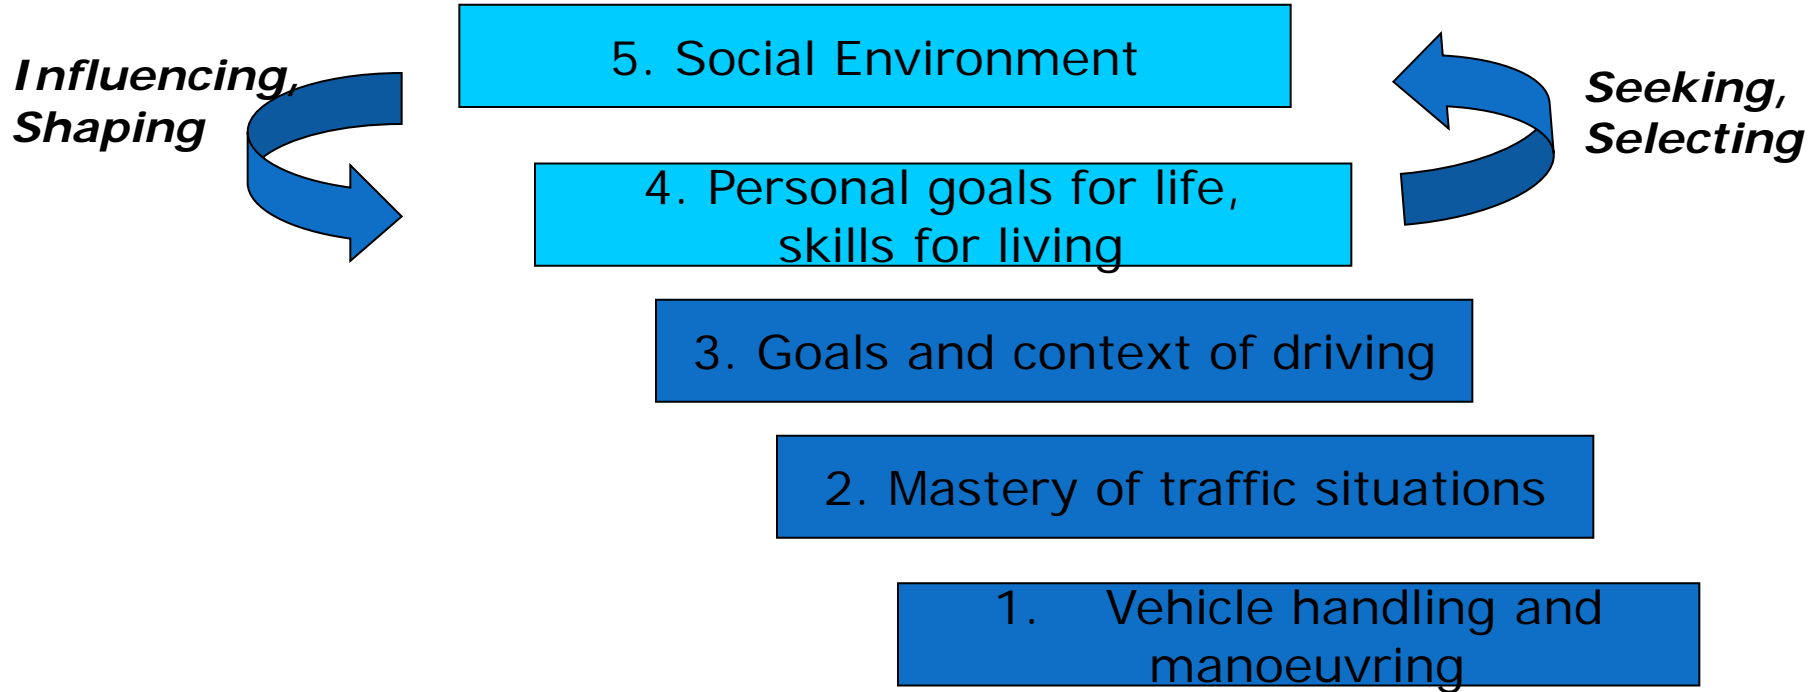 5. Social Environment
Influencing,
Shaping
Seeking,
Selecting
4. Personal goals for life,
skills for living
3. Goals and context of driving
2. Mastery of traffic situations
1. Vehicle handling and
manoeuvring